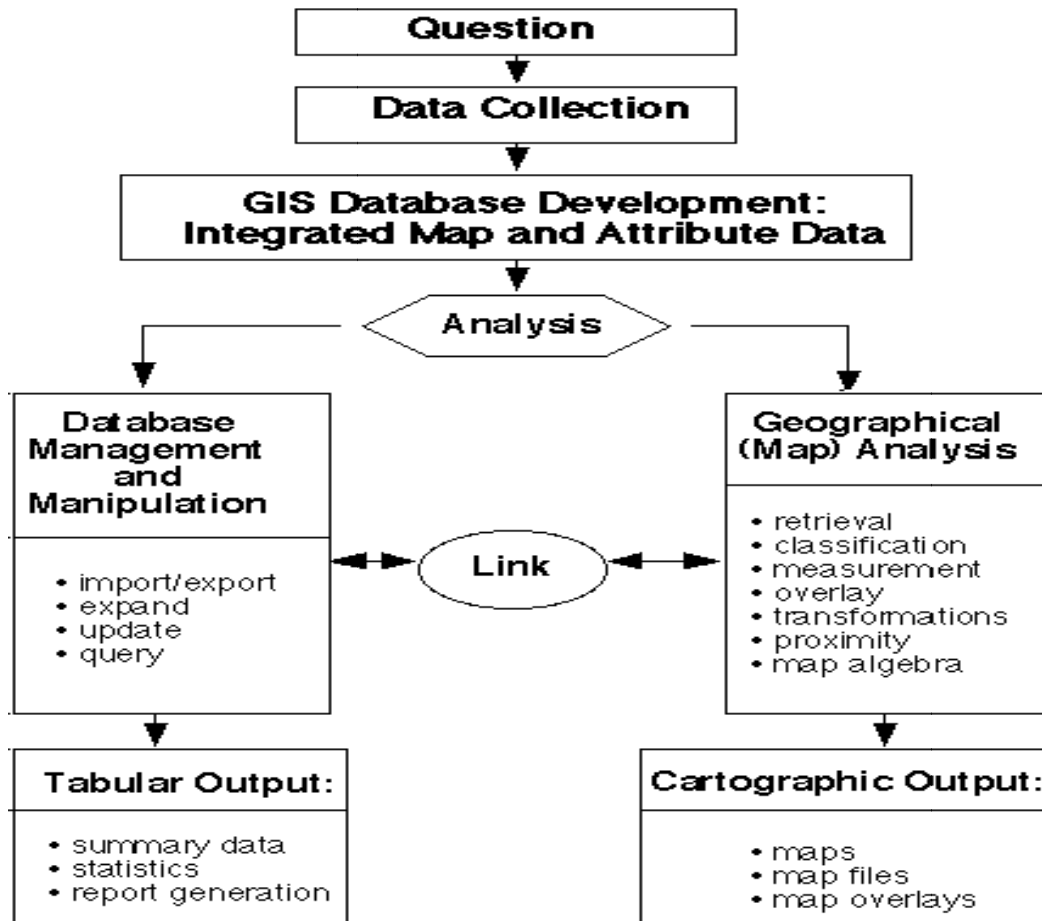 Question
Data Collection
GIS Database Development:
Integrated Map and Attribute Data
Analysis
Database
Management
and
Manipulation
• import/export
• expand
• update
• query
Link
Geographical
(Map) Analysis
• retrieval
• classification
• measurement
• overlay
• transformations
• proximity
• map algebra
Tabular Output:
• summary data
• statistics
• report generation
Cartographic Output:
• maps
• map files
• map overlays